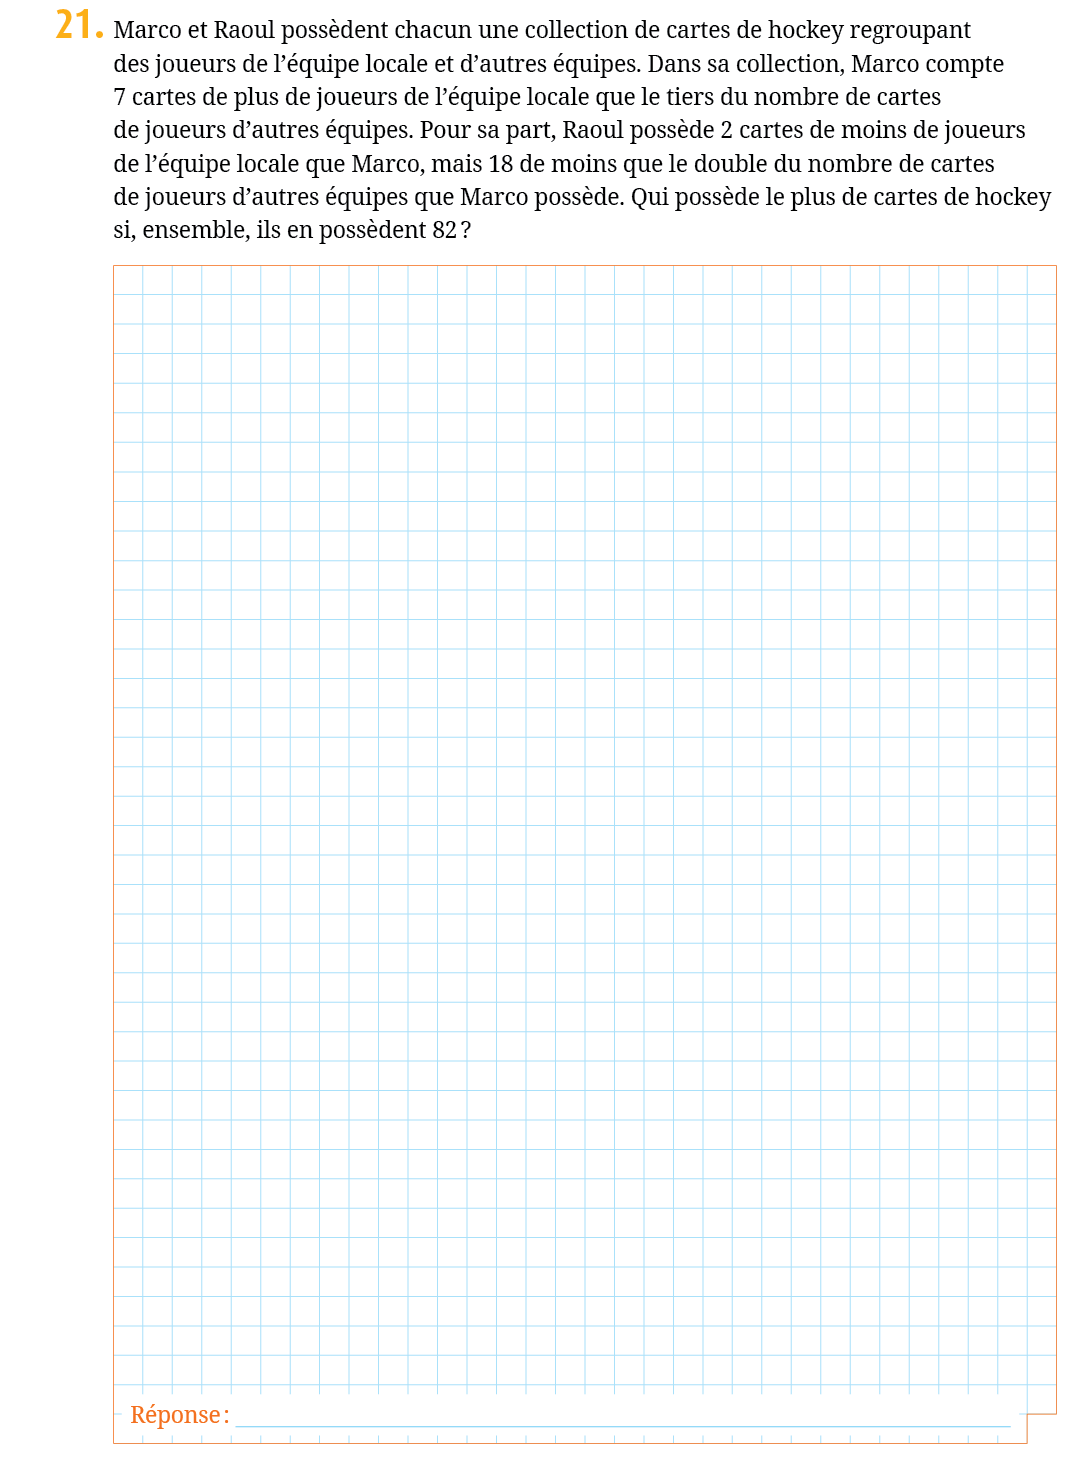 21. Marco et Raoul possèdent chacun une collection de cartes de hockey regroupant
des joueurs de l’équipe locale et d’autres équipes. Dans sa collection, Marco compte
7 cartes de plus de joueurs de l’équipe locale que le tiers du nombre de cartes
de joueurs d’autres équipes. Pour sa part, Raoul possède 2 cartes de moins de joueurs
de l’équipe locale que Marco, mais 18 de moins que le double du nombre de cartes
de joueurs d’autres équipes que Marco possède. Qui possède le plus de cartes de hockey
si, ensemble, ils en possèdent 82 ?
Réponse :